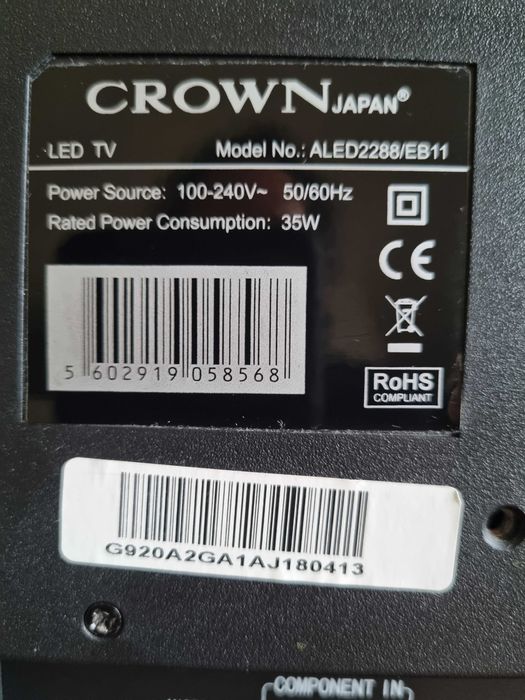 CROWN JAPAN®
LED TV Model No.: ALED2288/EB11
Power Source: 100-240V~ 50/60Hz
Rated Power Consumption: 35W
CE
5 602919 058568
RoHS
COMPLIANT
G920A2GA1AJ180413
COMPONENT IN